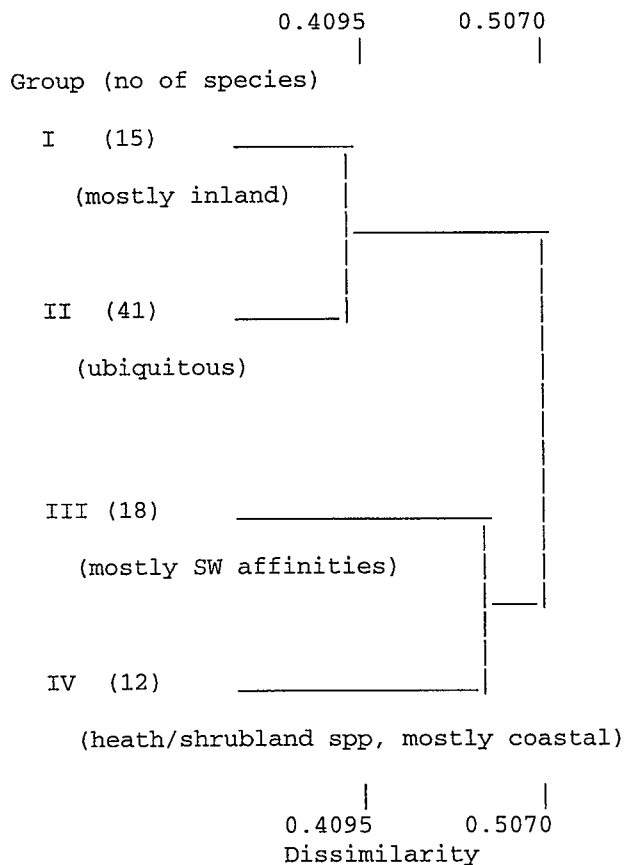 0.4095 0.5070
Group (no of species)
I (15)
(mostly inland)
II (41)
(ubiquitous)
III (18)
(mostly SW affinities)
IV (12)
(heath/shrubland spp, mostly coastal)
0.4095 0.5070
Dissimilarity